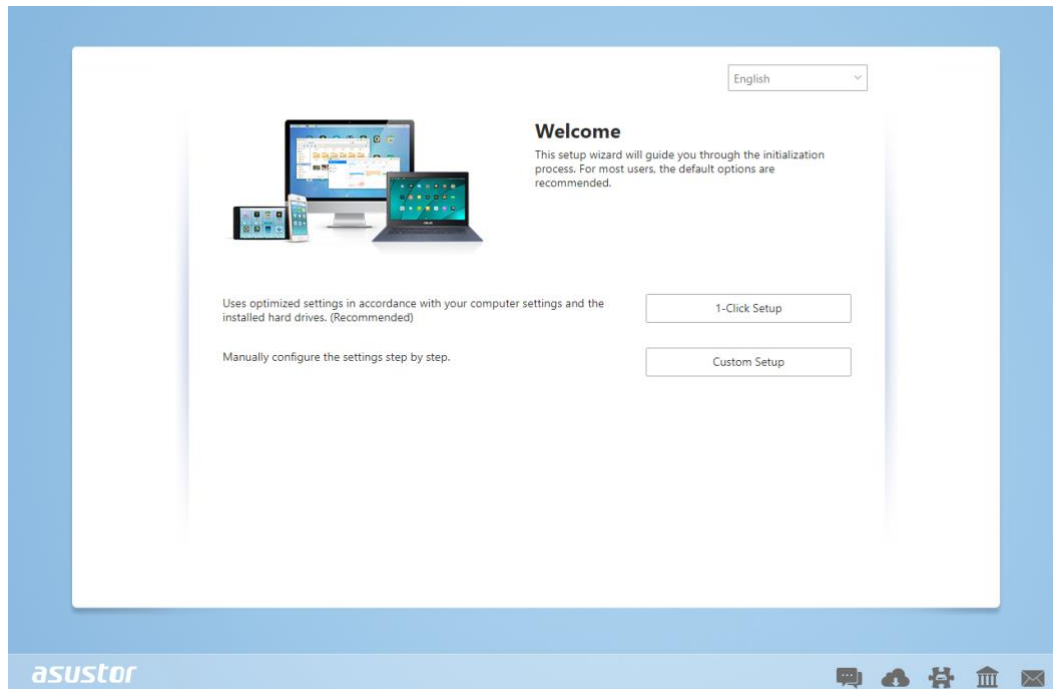 English
Welcome
This setup wizard will guide you through the initialization
process. For most users, the default options are
recommended.
Uses optimized settings in accordance with your computer settings and the
installed hard drives. (Recommended)
1-Click Setup
Manually configure the settings step by step.
Custom Setup
asustor